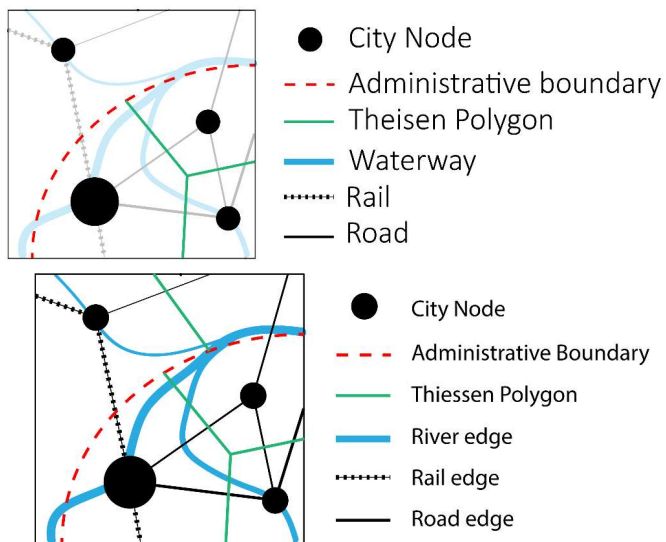 City Node
Administrative boundary
Theisen Polygon
Waterway
Rail
Road
City Node
Administrative Boundary
Thiessen Polygon
River edge
Rail edge
Road edge